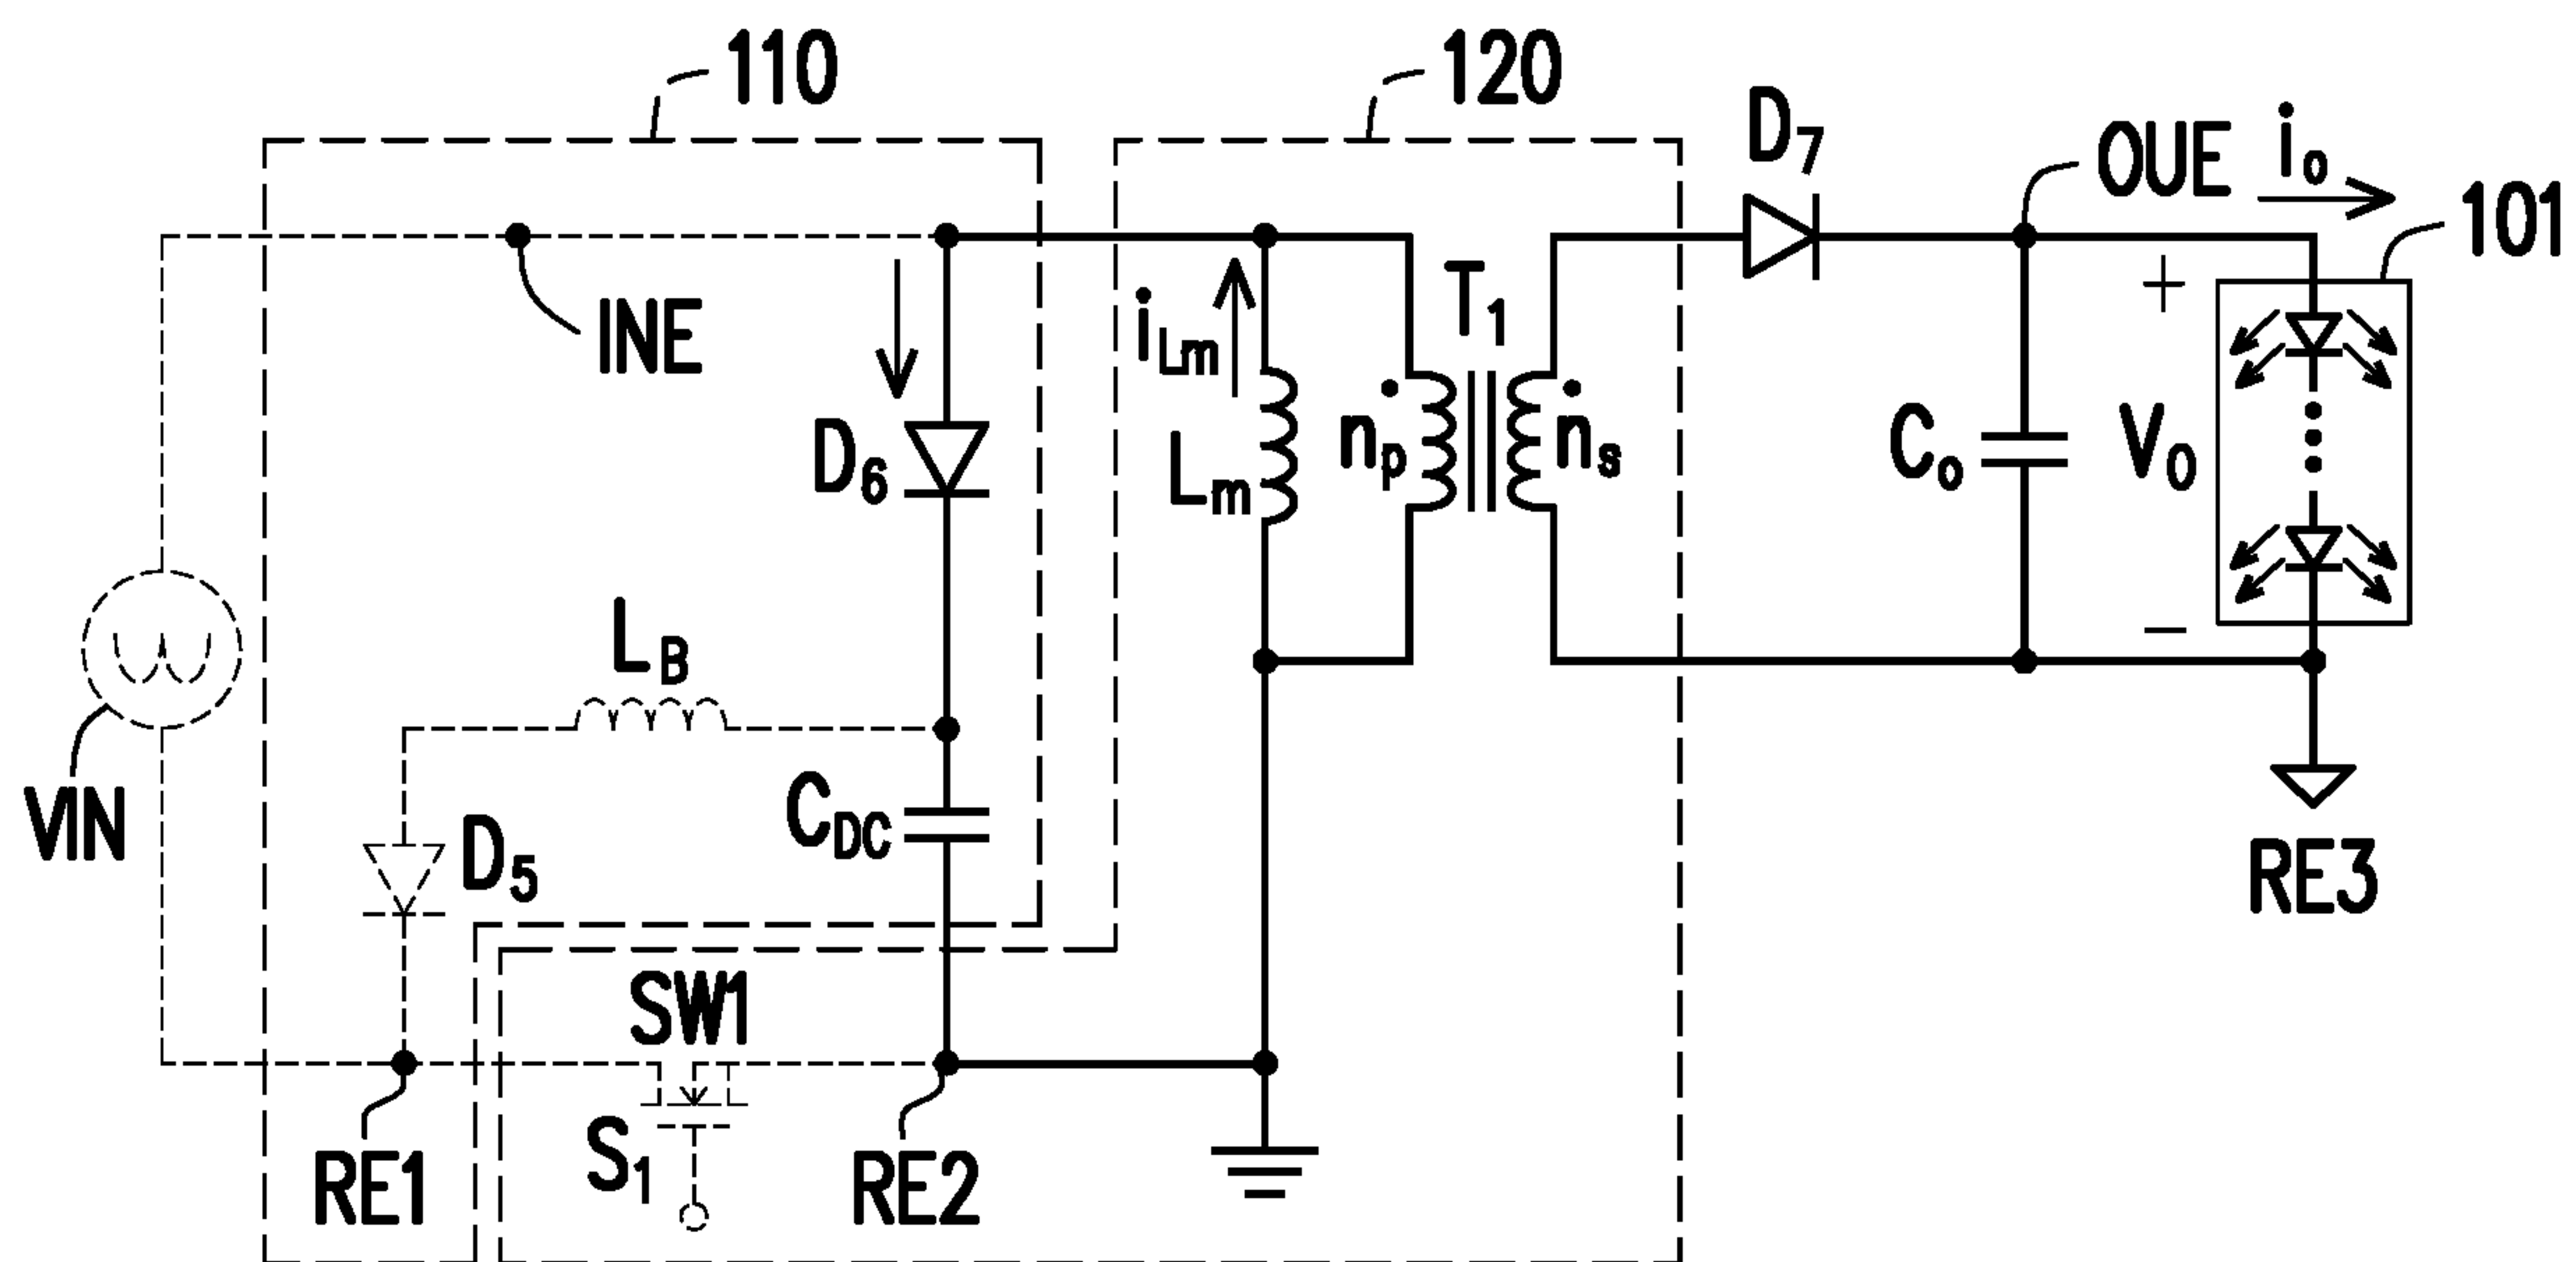 110
120
D7
OUE
io
101
INE
iLm
T1
D6
Lm
np
ns
Co
+
Vo
−
LB
VIN
D5
CDC
RE3
SW1
S1
RE1
RE2